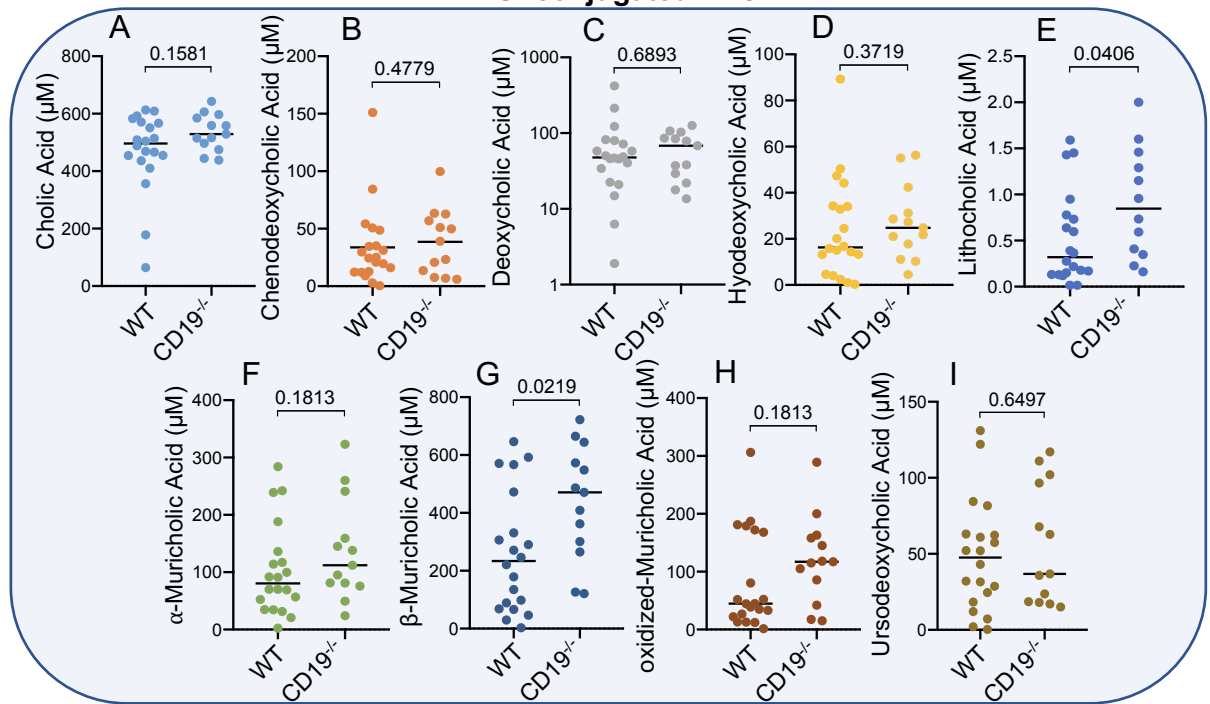 A
0.1581
Cholic Acid (µM)
800
600
400
200
0
WT
CD19-/-
B
0.4779
Chenodeoxycholic Acid (µM)
200
150
100
50
0
WT
CD19-/-
C
0.6893
Deoxycholic Acid (µM)
1000
100
10
1
WT
CD19-/-
D
0.3719
Hyodeoxycholic Acid (µM)
100
80
60
40
20
0
WT
CD19-/-
E
0.0406
Lithocholic Acid (µM)
2.5
2.0
1.5
1.0
0.5
0.0
WT
CD19-/-
F
0.1813
α-Muricholic Acid (µM)
400
300
200
100
0
WT
CD19-/-
G
0.0219
β-Muricholic Acid (µM)
800
600
400
200
0
WT
CD19-/-
H
0.1813
oxidized-Muricholic Acid (µM)
400
300
200
100
0
WT
CD19-/-
I
0.6497
Ursodeoxycholic Acid (µM)
150
100
50
0
WT
CD19-/-